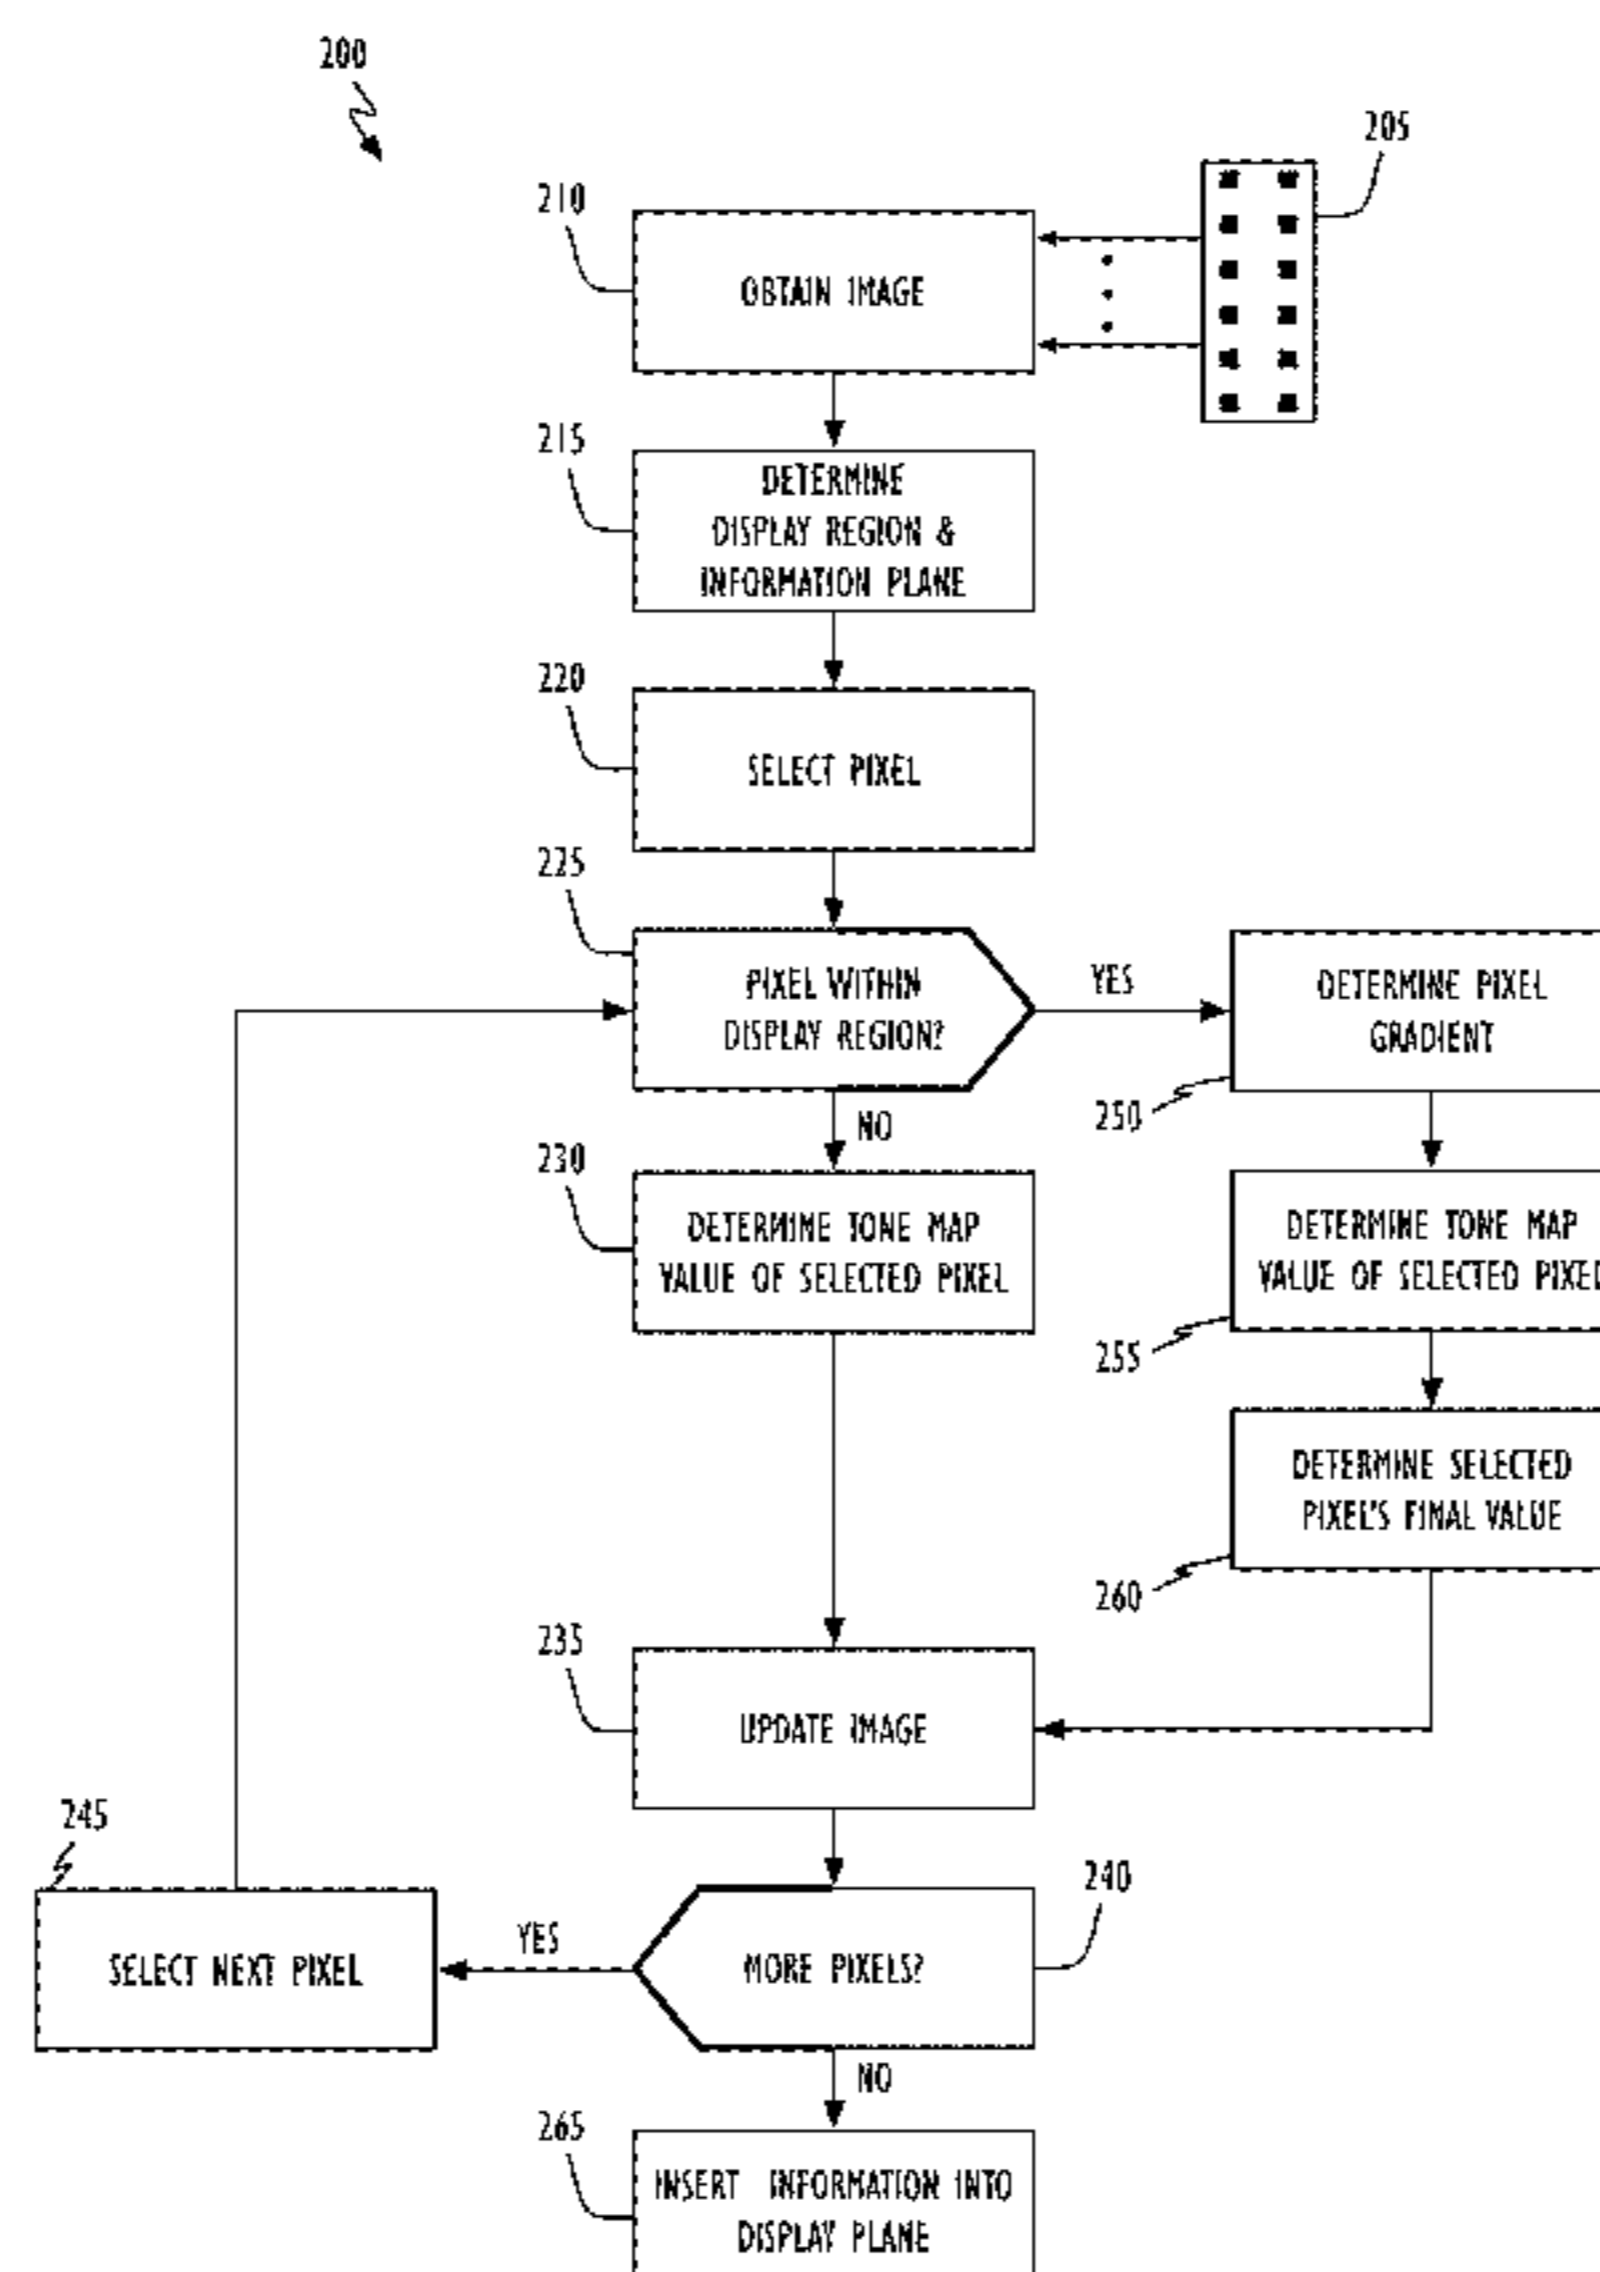 200
205
210
OBTAIN IMAGE
215
DETERMINE
DISPLAY REGION &
INFORMATION PLANE
220
SELECT PIXEL
225
PIXEL WITHIN
DISPLAY REGION?
YES
DETERMINE PIXEL
GRADIENT
250
NO
230
DETERMINE TONE MAP
VALUE OF SELECTED PIXEL
DETERMINE TONE MAP
VALUE OF SELECTED PIXEL
255
DETERMINE SELECTED
PIXEL'S FINAL VALUE
260
235
UPDATE IMAGE
245
240
SELECT NEXT PIXEL
YES
MORE PIXELS?
NO
265
INSERT INFORMATION INTO
DISPLAY PLANE